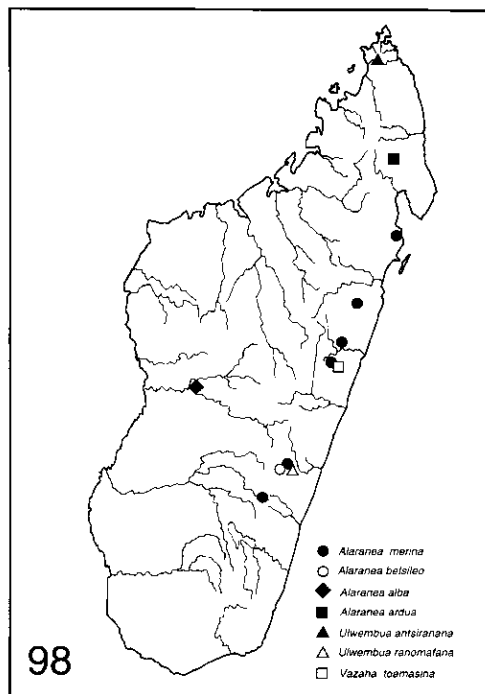 Alaranea merina
Alaranea betsileo
Alaranea alba
Alaranea ardua
Ulwembua antsiranana
Ulwembua ranomafana
Vazaha toamasina
98